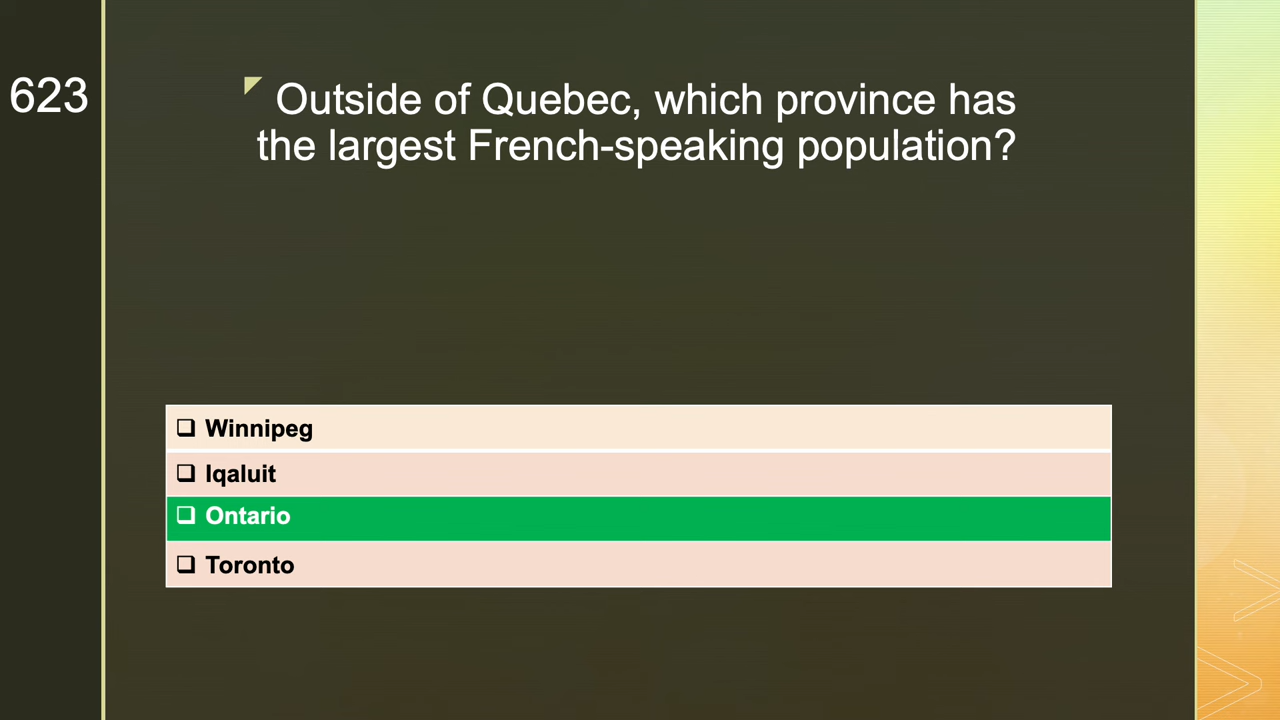 623
Outside of Quebec, which province has
the largest French-speaking population?
Winnipeg
Iqaluit
Ontario
Toronto